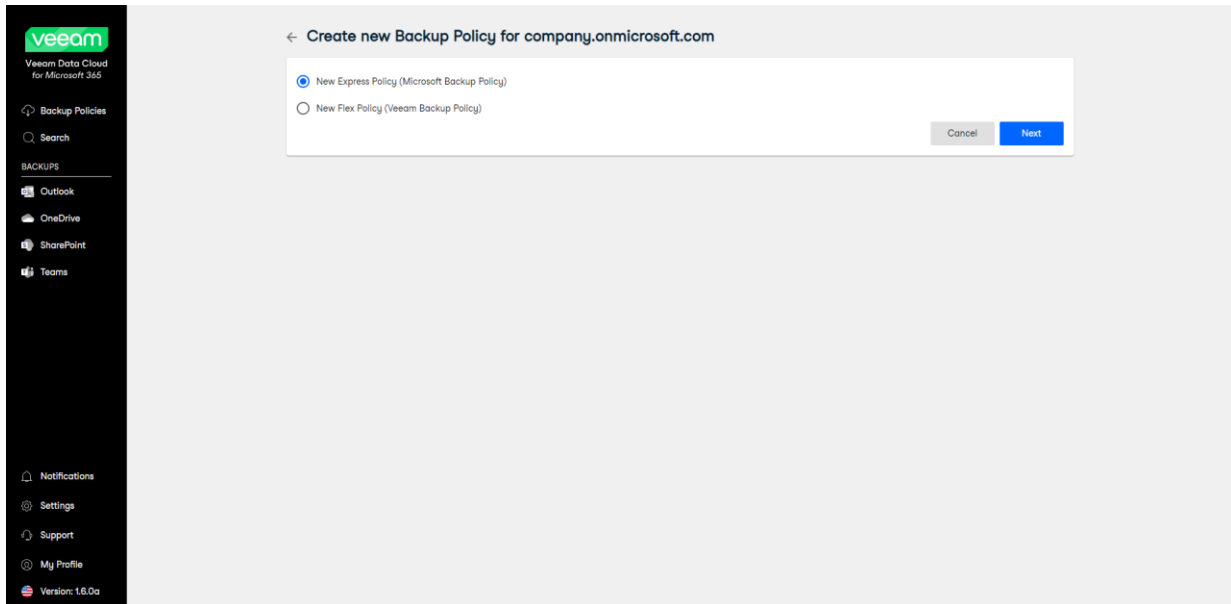 veeam
Veeam Data Cloud
for Microsoft 365
Backup Policies
Search
BACKUPS
Outlook
OneDrive
SharePoint
Teams
Notifications
Settings
Support
My Profile
Version: 1.6.0a
← Create new Backup Policy for company.onmicrosoft.com
New Express Policy (Microsoft Backup Policy)
New Flex Policy (Veeam Backup Policy)
Cancel Next